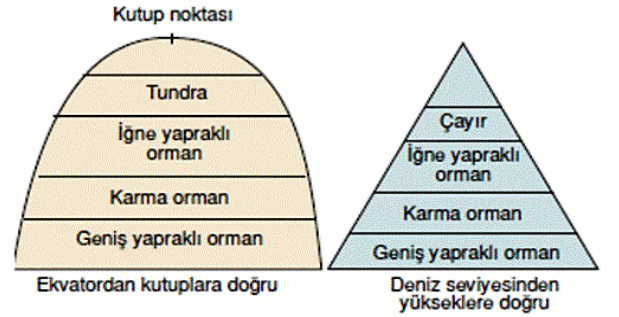 Kutup noktası
Tundra
İğne yapraklı
orman
Karma orman
Geniş yapraklı orman
Ekvatordan kutuplara doğru
Çayır
İğne yapraklı
orman
Karma orman
Geniş yapraklı orman
Deniz seviyesinden
yükseklere doğru